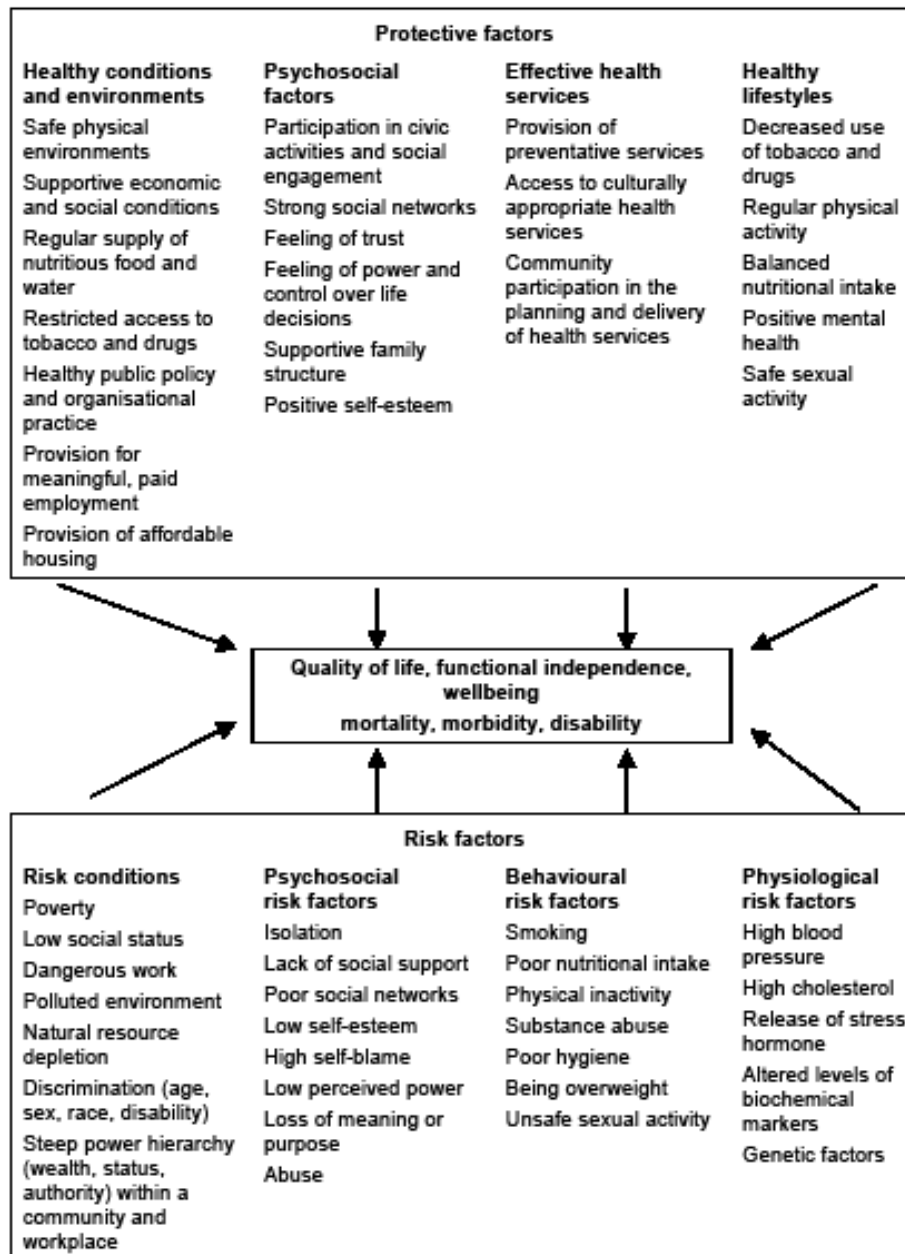 Protective factors
Healthy conditions
and environments
Safe physical
environments
Supportive economic
and social conditions
Regular supply of
nutritious food and
water
Restricted access to
tobacco and drugs
Healthy public policy
and organisational
practice
Provision for
meaningful, paid
employment
Provision of affordable
housing
Psychosocial
factors
Participation in civic
activities and social
engagement
Strong social networks
Feeling of trust
Feeling of power and
control over life
decisions
Supportive family
structure
Positive self-esteem
Effective health
services
Provision of
preventative services
Access to culturally
appropriate health
services
Community
participation in the
planning and delivery
of health services
Healthy
lifestyles
Decreased use
of tobacco and
drugs
Regular physical
activity
Balanced
nutritional intake
Positive mental
health
Safe sexual
activity
Quality of life, functional independence,
wellbeing
mortality, morbidity, disability
Risk factors
Risk conditions
Poverty
Low social status
Dangerous work
Polluted environment
Natural resource
depletion
Discrimination (age,
sex, race, disability)
Steep power hierarchy
(wealth, status,
authority) within a
community and
workplace
Psychosocial
risk factors
Isolation
Lack of social support
Poor social networks
Low self-esteem
High self-blame
Low perceived power
Loss of meaning or
purpose
Abuse
Behavioural
risk factors
Smoking
Poor nutritional intake
Physical inactivity
Substance abuse
Poor hygiene
Being overweight
Unsafe sexual activity
Physiological
risk factors
High blood
pressure
High cholesterol
Release of stress
hormone
Altered levels of
biochemical
markers
Genetic factors